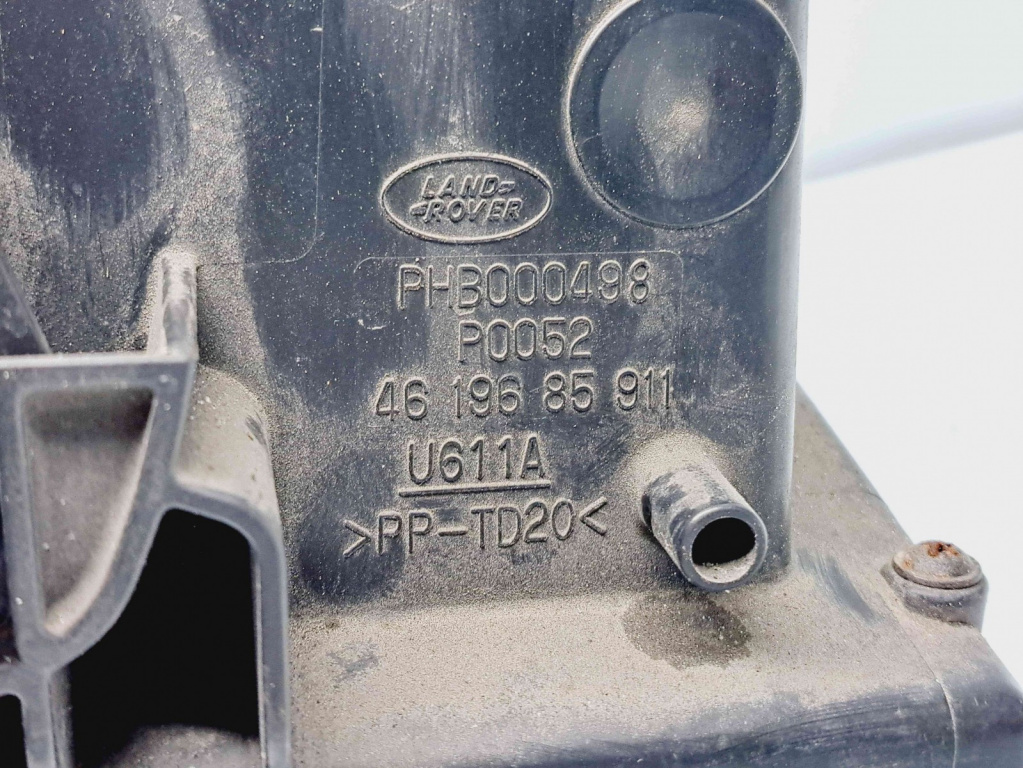 LAND-
-ROVER
PHB000498
P0052
46 196 85 911
U611A
>PP-TD20<